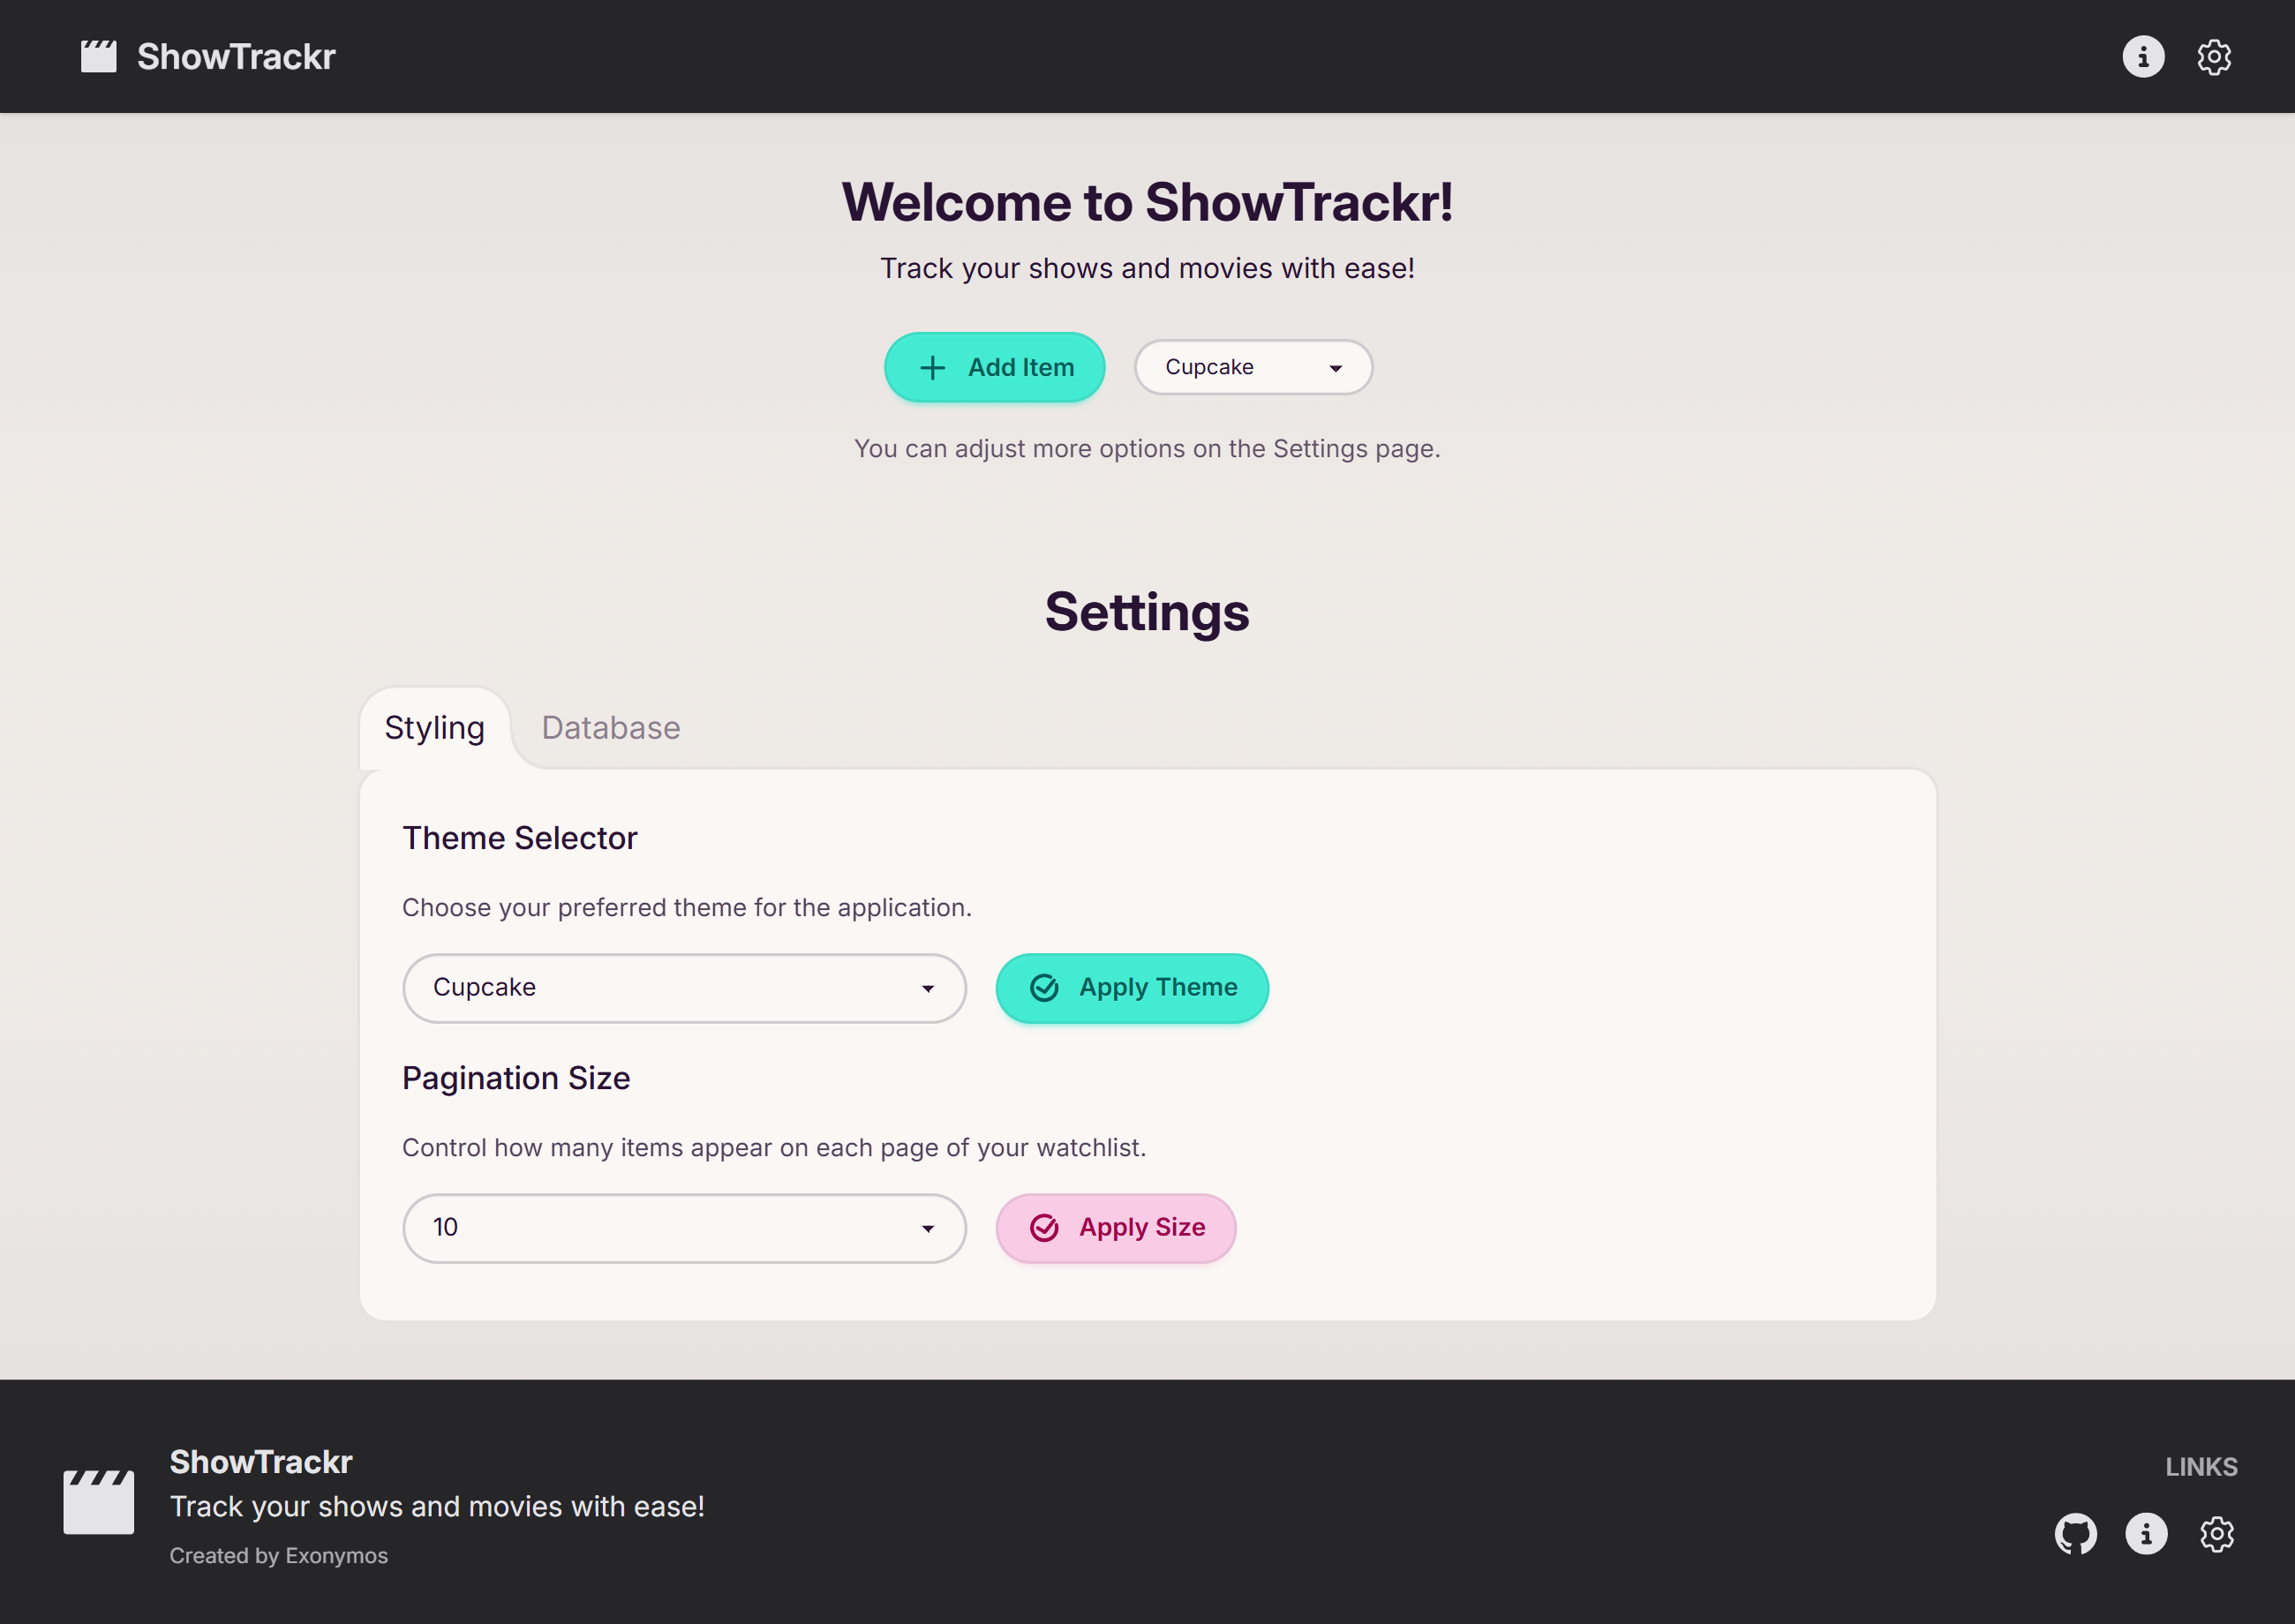 ShowTrackr
Welcome to ShowTrackr!
Track your shows and movies with ease!
Add Item
Cupcake
You can adjust more options on the Settings page.
Settings
Styling
Database
Theme Selector
Choose your preferred theme for the application.
Cupcake
Apply Theme
Pagination Size
Control how many items appear on each page of your watchlist.
10
Apply Size
ShowTrackr
Track your shows and movies with ease!
Created by Exonymos
LINKS